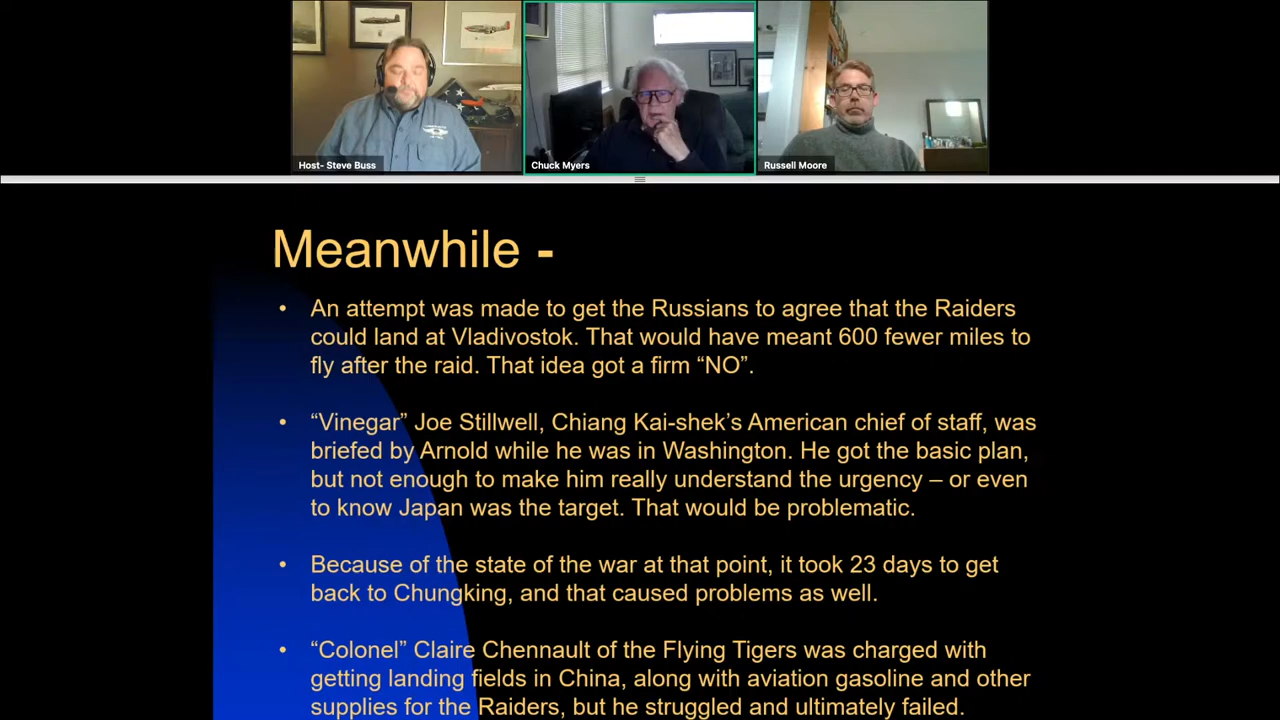 Host- Steve Buss
Chuck Myers
Russell Moore
Meanwhile -
• An attempt was made to get the Russians to agree that the Raiders
could land at Vladivostok. That would have meant 600 fewer miles to
fly after the raid. That idea got a firm “NO”.
• “Vinegar” Joe Stillwell, Chiang Kai-shek’s American chief of staff, was
briefed by Arnold while he was in Washington. He got the basic plan,
but not enough to make him really understand the urgency – or even
to know Japan was the target. That would be problematic.
• Because of the state of the war at that point, it took 23 days to get
back to Chungking, and that caused problems as well.
• “Colonel” Claire Chennault of the Flying Tigers was charged with
getting landing fields in China, along with aviation gasoline and other
supplies for the Raiders, but he struggled and ultimately failed.